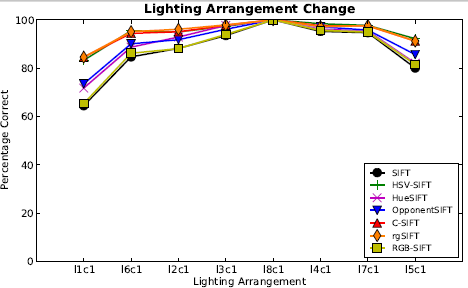 Lighting Arrangement Change
Percentage Correct
100
80
60
40
20
0
SIFT
HSV-SIFT
HueSIFT
OpponentSIFT
C-SIFT
rgSIFT
RGB-SIFT
l1c1 l6c1 l2c1 l3c1 l8c1 l4c1 l7c1 l5c1
Lighting Arrangement